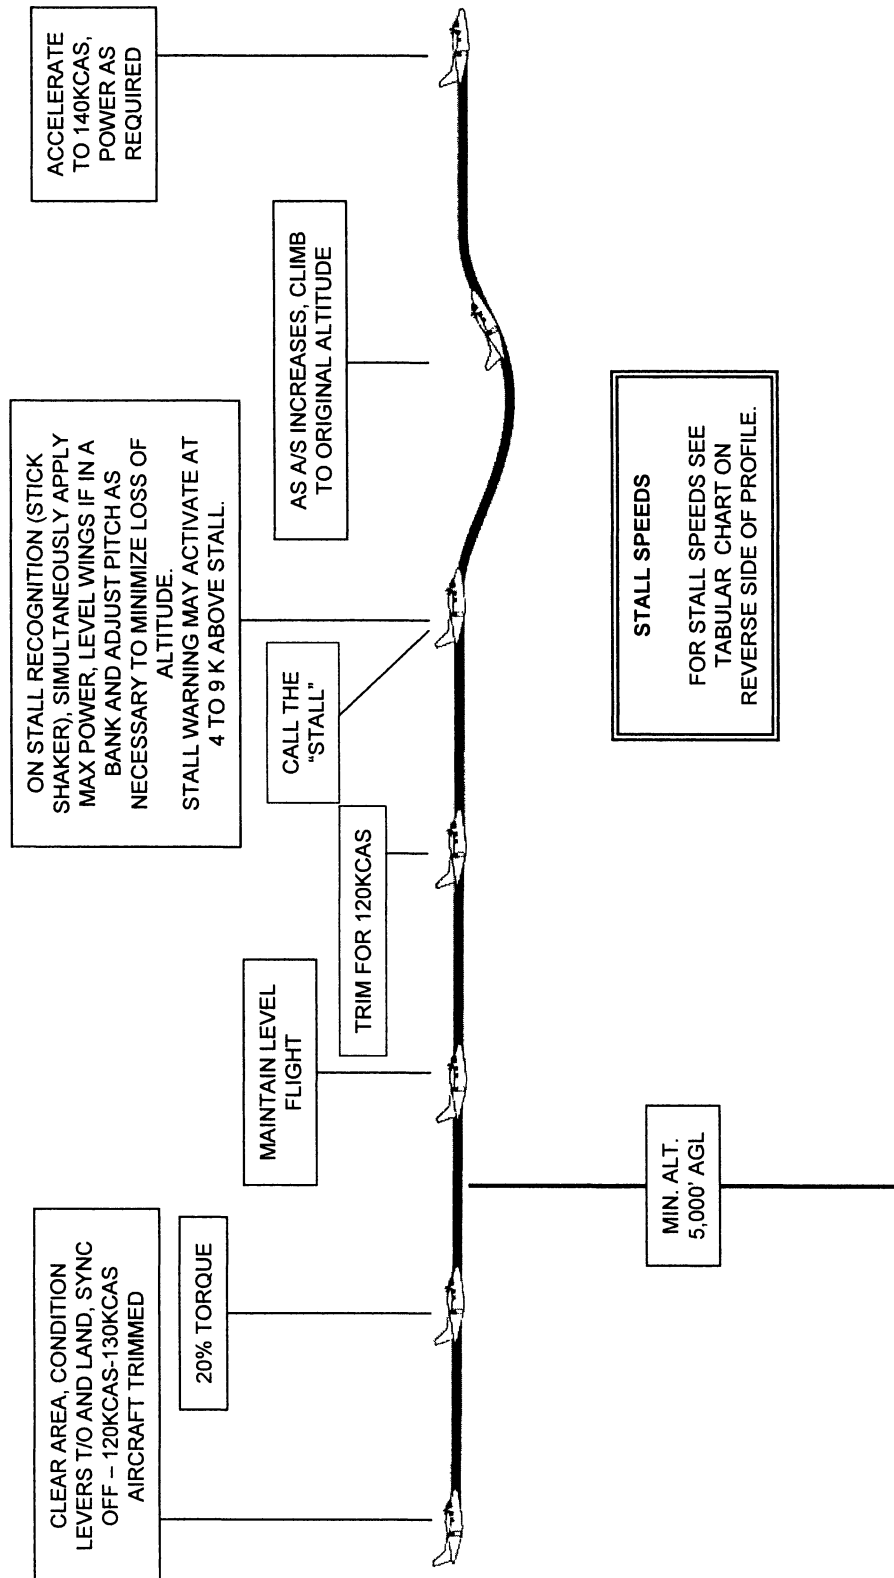 CLEAR AREA, CONDITION
LEVERS T/O AND LAND, SYNC
OFF – 120KCAS-130KCAS
AIRCRAFT TRIMMED
20% TORQUE
MAINTAIN LEVEL
FLIGHT
TRIM FOR 120KCAS
CALL THE
“STALL”
ON STALL RECOGNITION (STICK
SHAKER), SIMULTANEOUSLY APPLY
MAX POWER, LEVEL WINGS IF IN A
BANK AND ADJUST PITCH AS
NECESSARY TO MINIMIZE LOSS OF
ALTITUDE.
STALL WARNING MAY ACTIVATE AT
4 TO 9 K ABOVE STALL.
AS A/S INCREASES, CLIMB
TO ORIGINAL ALTITUDE
ACCELERATE
TO 140KCAS,
POWER AS
REQUIRED
MIN. ALT.
5,000’ AGL
STALL SPEEDS
FOR STALL SPEEDS SEE
TABULAR CHART ON
REVERSE SIDE OF PROFILE.